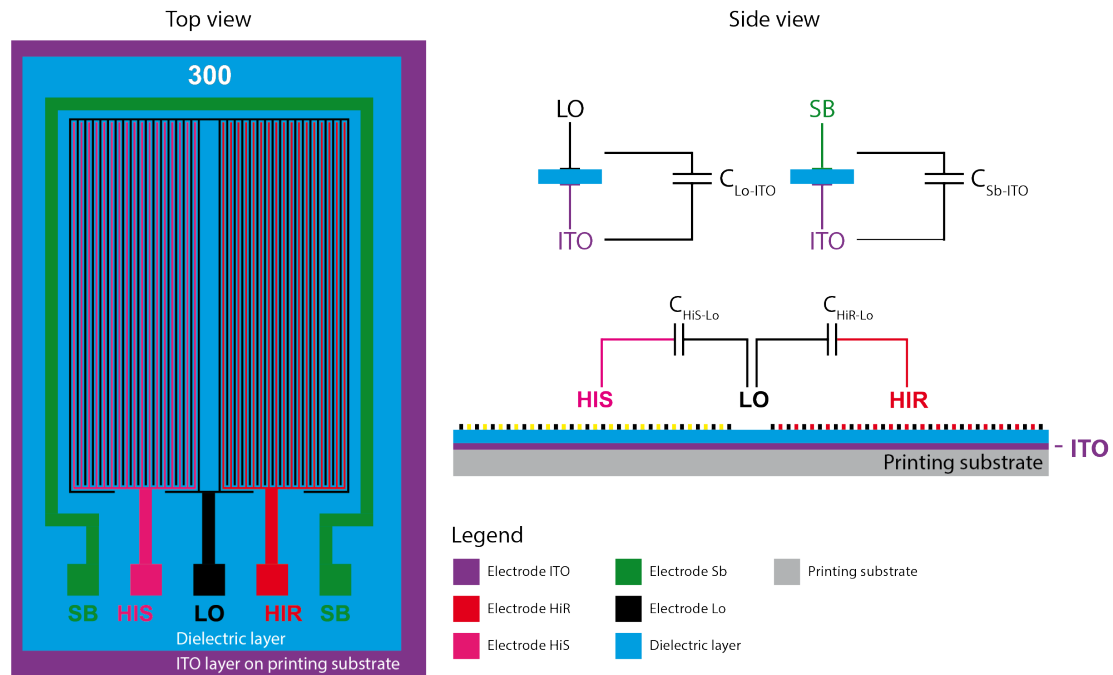 Top view
300
SB
HIS
LO
HIR
SB
Dielectric layer
ITO layer on printing substrate
Side view
LO
C Lo-ITO
ITO
SB
C Sb-ITO
ITO
C HiS-Lo
C HiR-Lo
HIS
LO
HIR
ITO
Printing substrate
Legend
Electrode ITO
Electrode HiR
Electrode HiS
Electrode Sb
Electrode Lo
Dielectric layer
Printing substrate